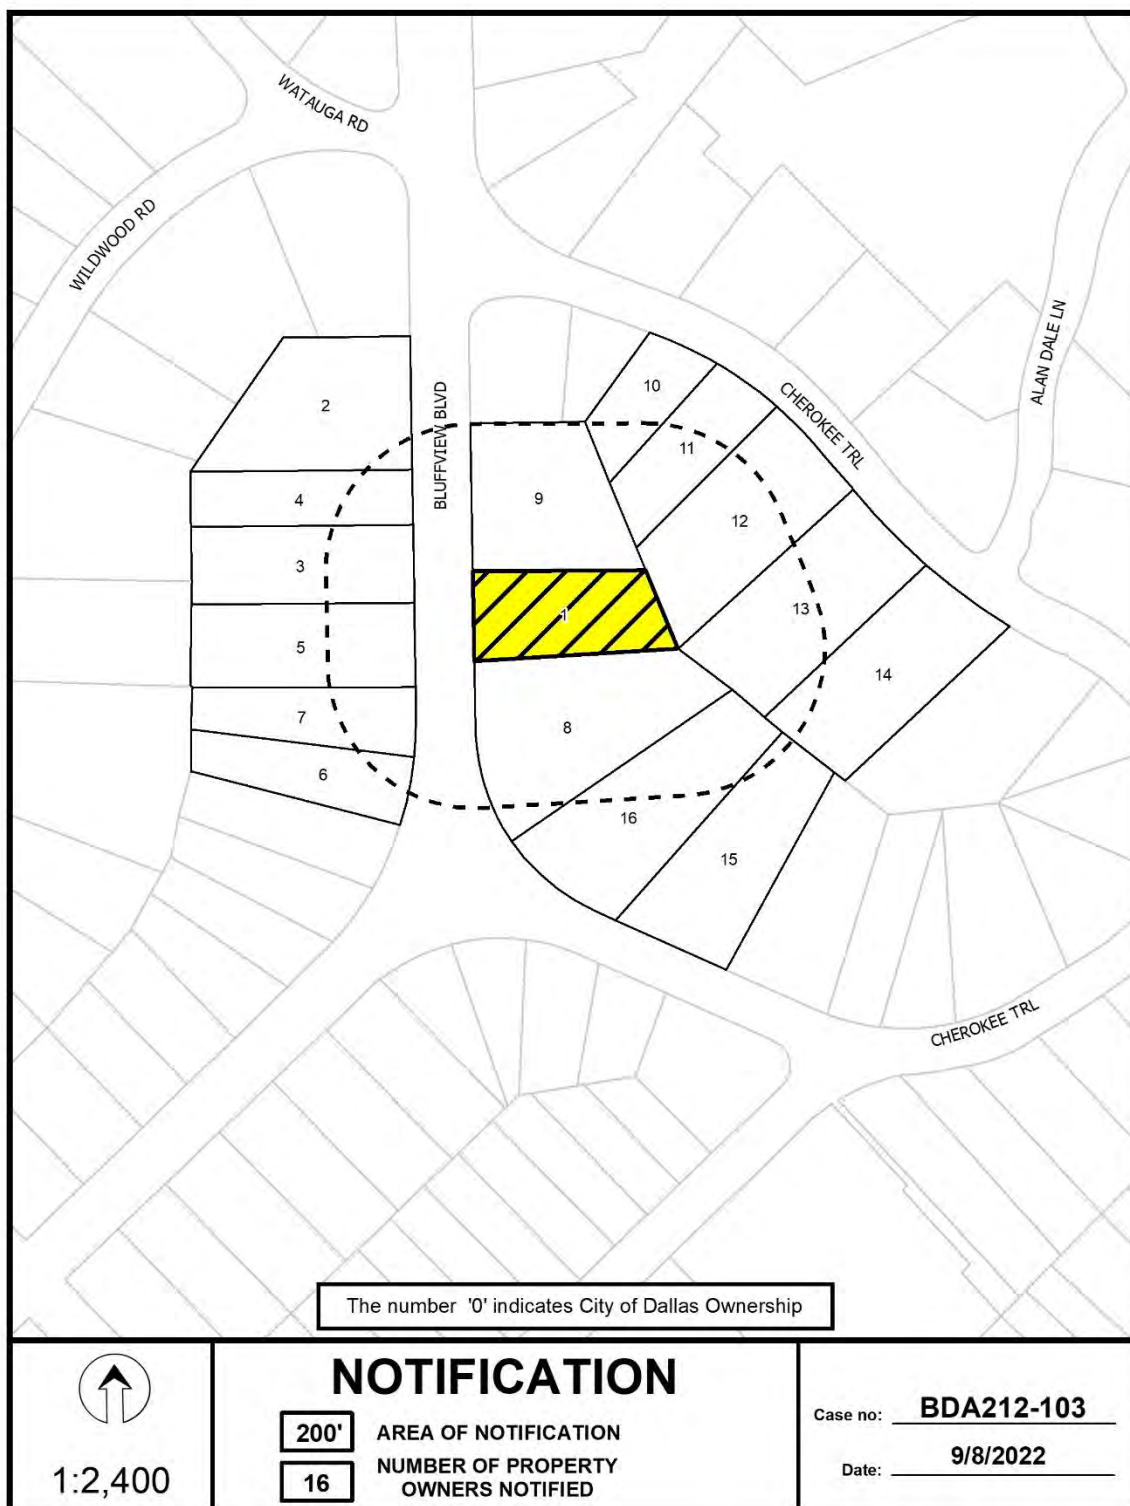 WATAUGA RD
WILDWOOD RD
ALAN DALE LN
BLUFFVIEW BLVD
CHEROKEE TRL
2
10
11
4
9
12
3
1
13
5
14
7
8
6
16
15
CHEROKEE TRL
The number '0' indicates City of Dallas Ownership
1:2,400
NOTIFICATION
200' AREA OF NOTIFICATION
16 NUMBER OF PROPERTY
OWNERS NOTIFIED
Case no: BDA212-103
Date: 9/8/2022